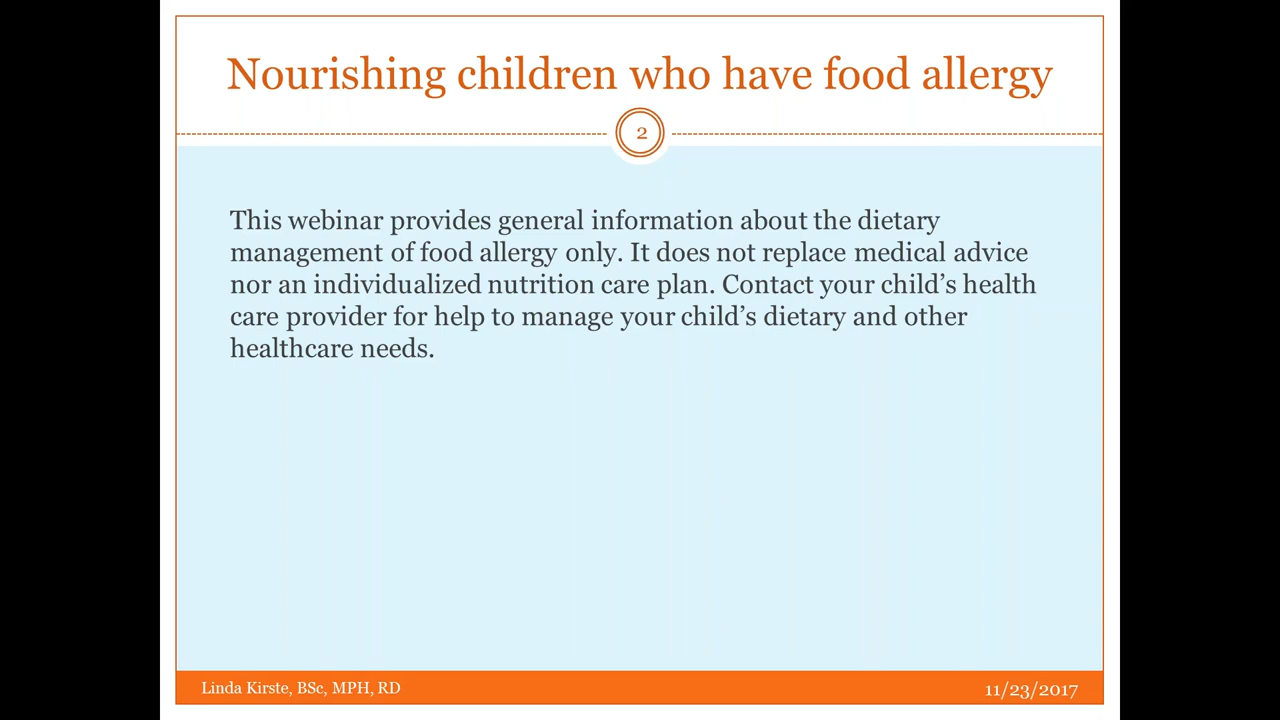 Nourishing children who have food allergy
2
This webinar provides general information about the dietary
management of food allergy only. It does not replace medical advice
nor an individualized nutrition care plan. Contact your child’s health
care provider for help to manage your child’s dietary and other
healthcare needs.
Linda Kirste, BSc, MPH, RD
11/23/2017